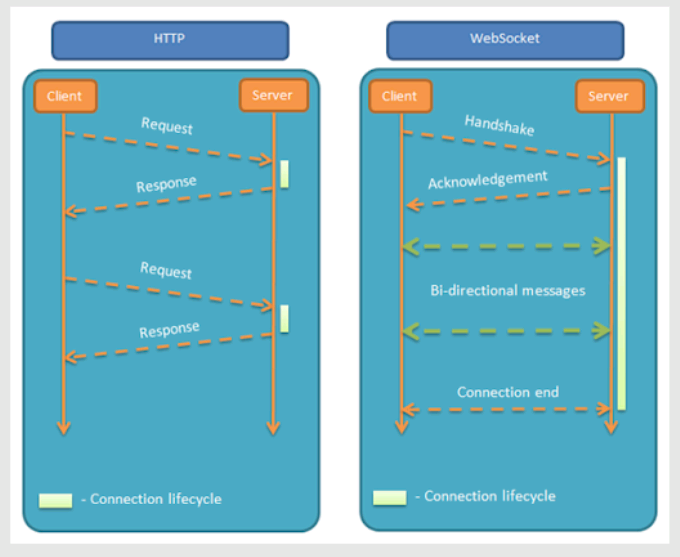 HTTP
Client
Server
Request
Response
Request
Response
- Connection lifecycle
WebSocket
Client
Server
Handshake
Acknowledgement
Bi-directional messages
Connection end
- Connection lifecycle